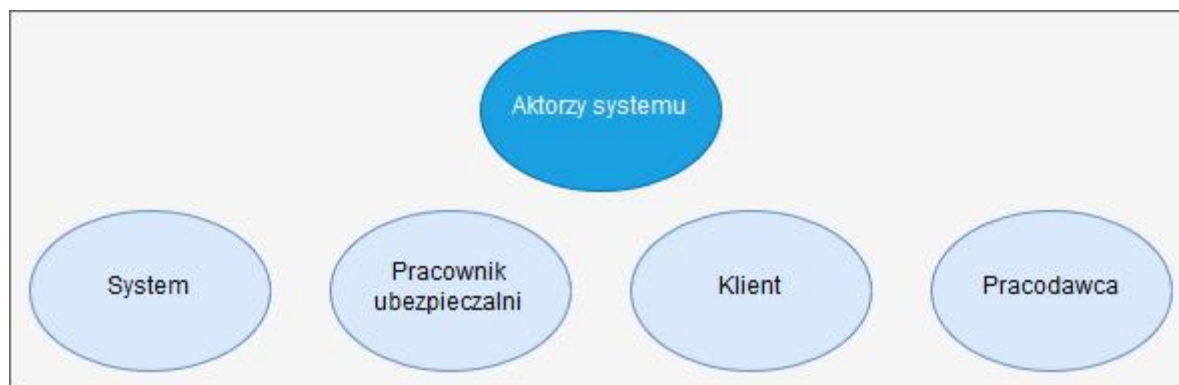 Aktorzy systemu
System
Pracownik
ubezpieczalni
Klient
Pracodawca